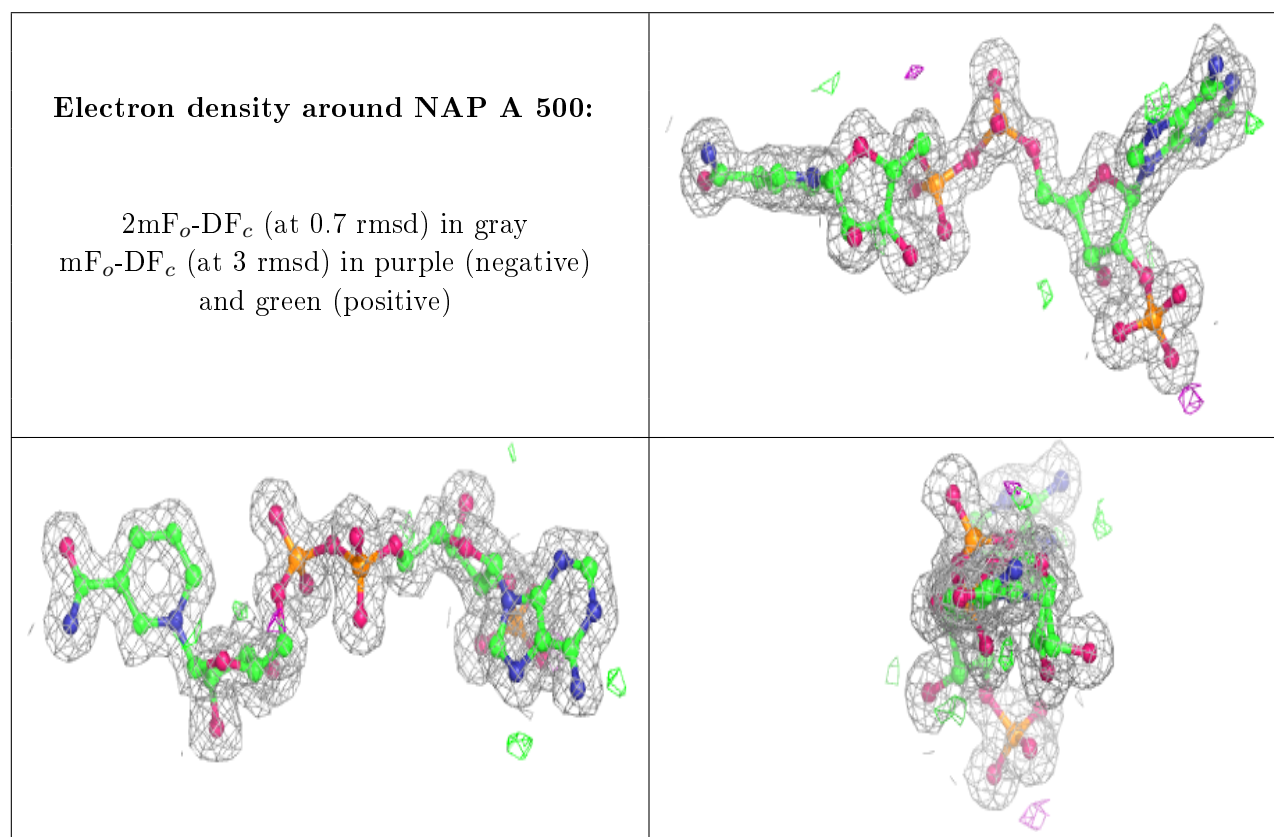 Electron density around NAP A 500:
2mFₒ-DF𝒸 (at 0.7 rmsd) in gray
mFₒ-DF𝒸 (at 3 rmsd) in purple (negative)
and green (positive)